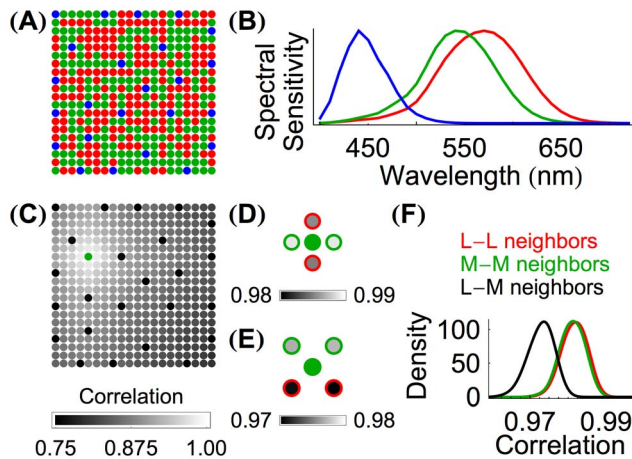 (A)
(B)
Spectral
Sensitivity
450 550 650
Wavelength (nm)
(C)
Correlation
0.75 0.875 1.00
(D)
0.98 0.99
(E)
0.97 0.98
(F)
L−L neighbors
M−M neighbors
L−M neighbors
Density
100
50
0
0.97 0.99
Correlation